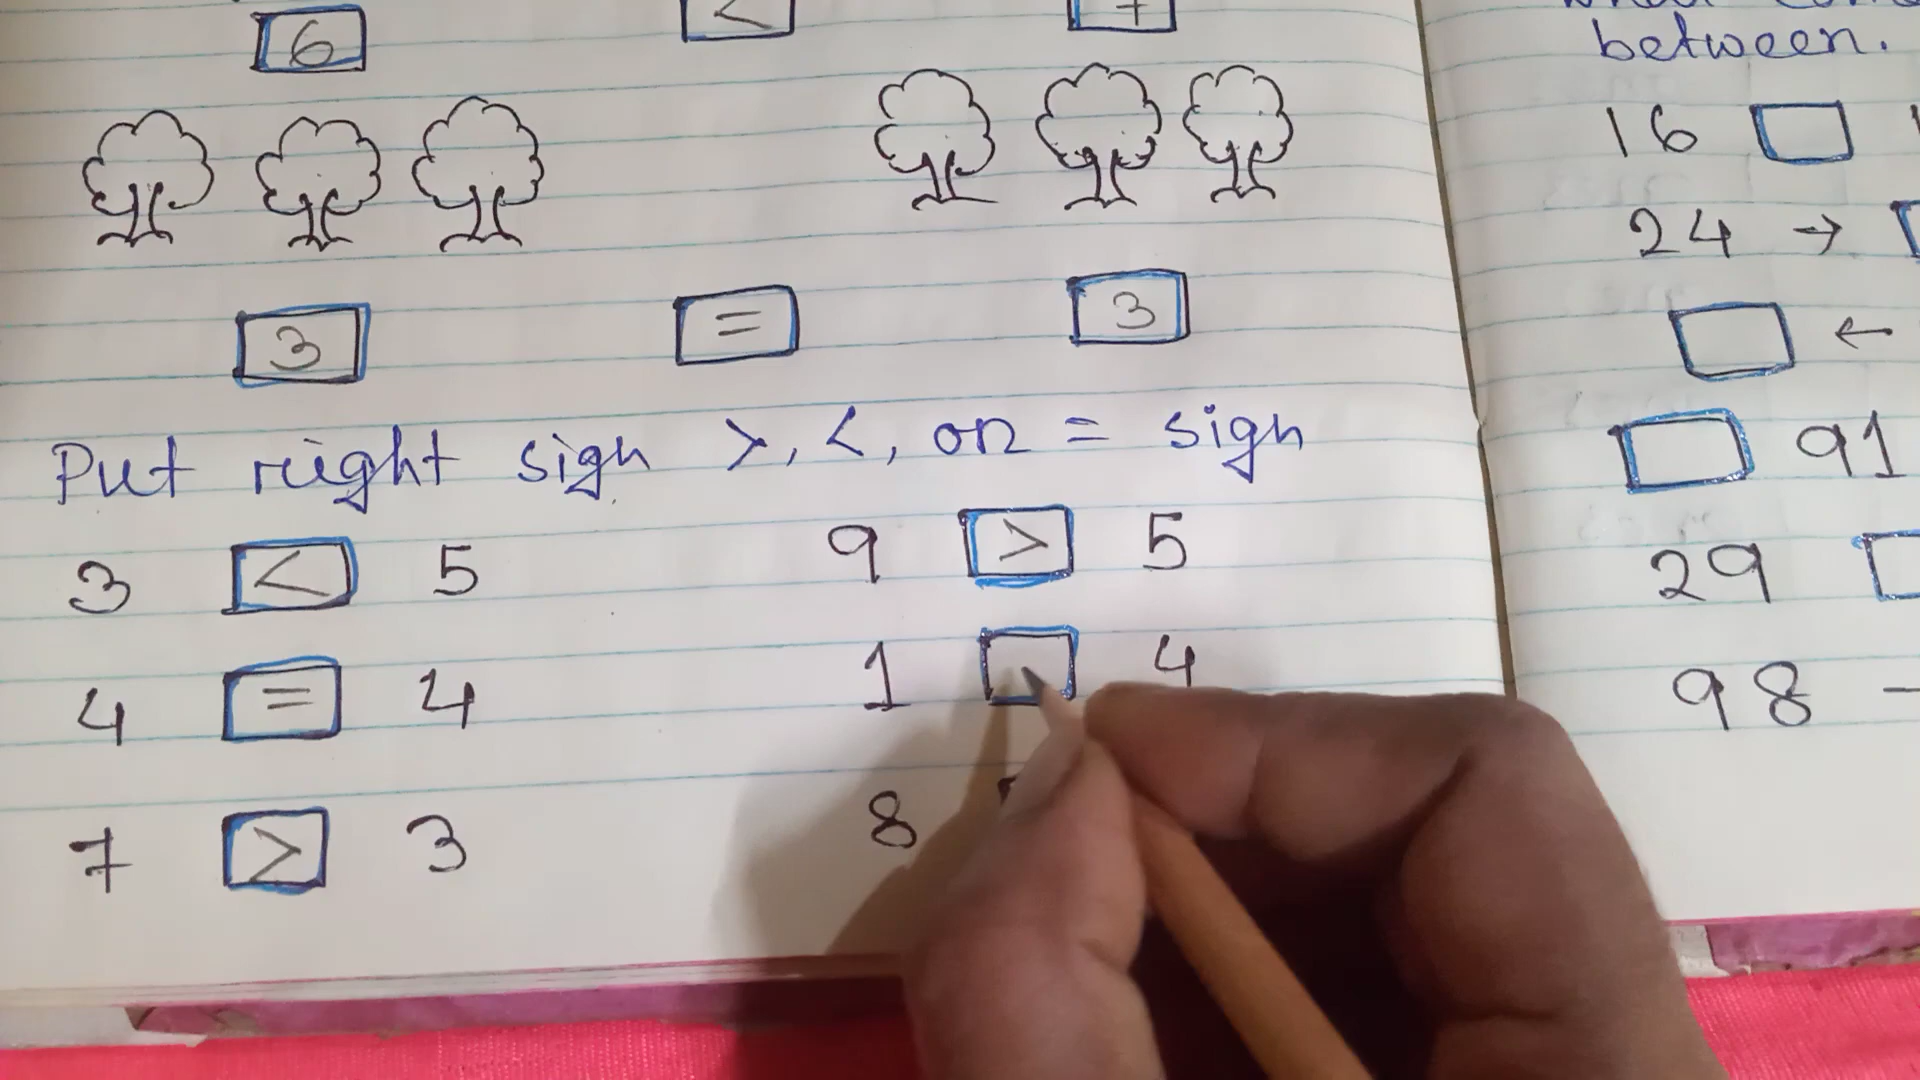 6 < 7
between.
16
24 →
3 = 3
←
Put right sign >, <, or = sign
91
3 < 5 9 > 5
29
4 = 4 1 4
98
7 > 3 8